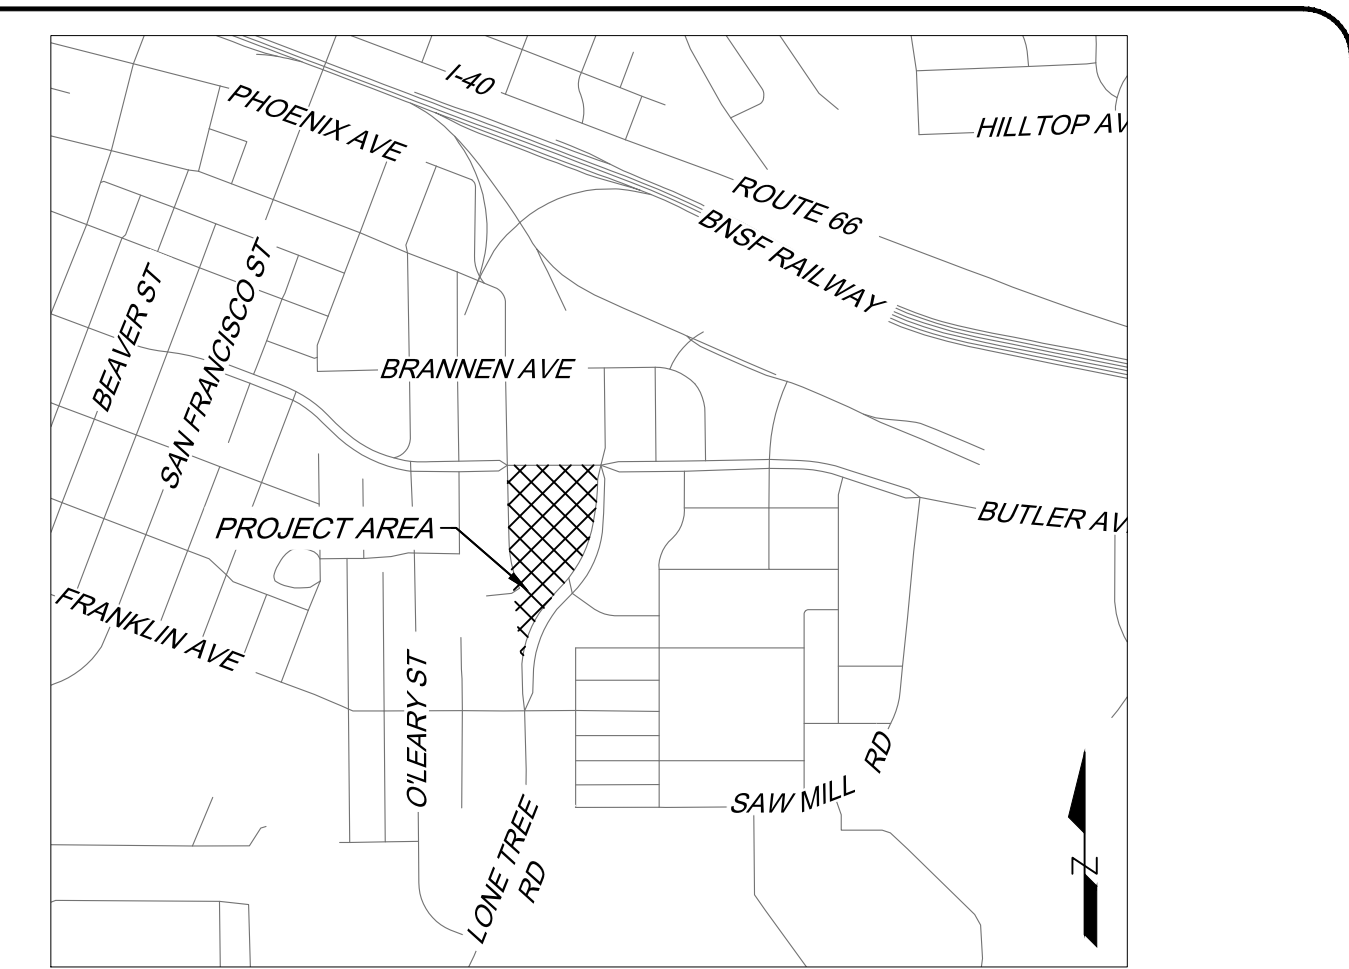 I-40
PHOENIX AVE
HILLTOP AV
ROUTE 66
BNSF RAILWAY
BEAVER ST
SAN FRANCISCO ST
BRANNEN AVE
PROJECT AREA
BUTLER AV
FRANKLIN AVE
O'LEARY ST
LONE TREE
RD
SAW MILL
RD
N